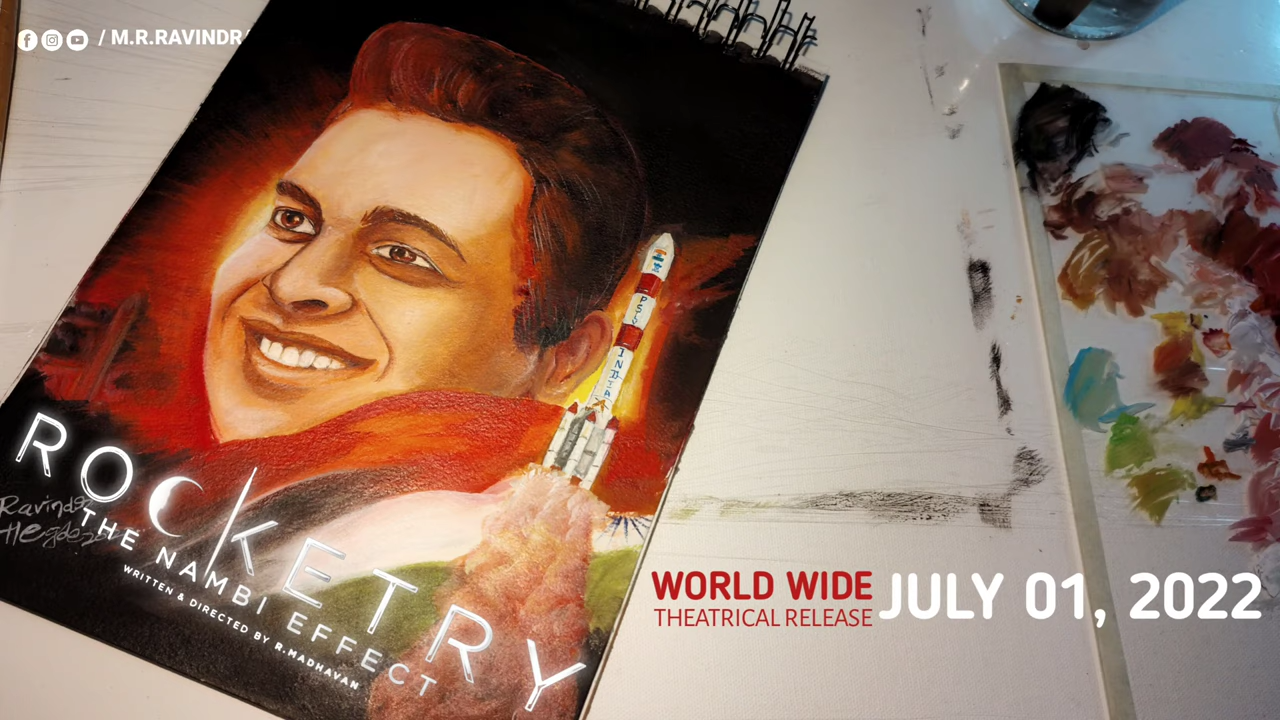 / M.R.RAVINDRA
PSLV
INDIA
ROCKETRY
THE NAMBI EFFECT
WRITTEN & DIRECTED BY R.MADHAVAN
Ravindra
Hegde
WORLD WIDE
THEATRICAL RELEASE
JULY 01, 2022